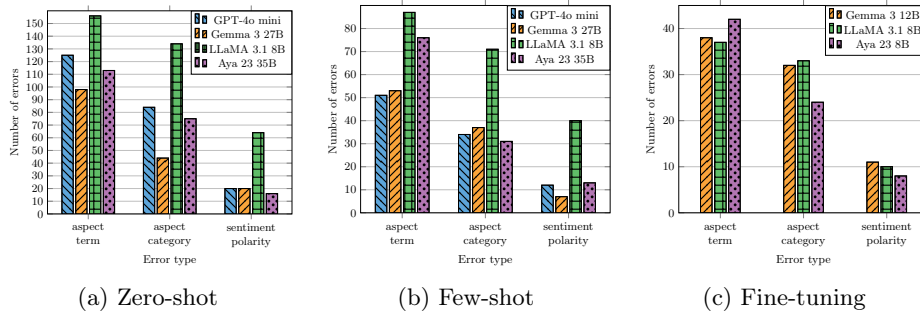 GPT-4o mini
Gemma 3 27B
LLaMA 3.1 8B
Aya 23 35B
Number of errors
150
140
130
120
110
100
90
80
70
60
50
40
30
20
10
0
aspect term
aspect category
sentiment polarity
Error type
(a) Zero-shot
GPT-4o mini
Gemma 3 27B
LLaMA 3.1 8B
Aya 23 35B
Number of errors
90
70
50
30
10
0
aspect term
aspect category
sentiment polarity
Error type
(b) Few-shot
Gemma 3 12B
LLaMA 3.1 8B
Aya 23 8B
Number of errors
40
30
20
10
0
aspect term
aspect category
sentiment polarity
Error type
(c) Fine-tuning